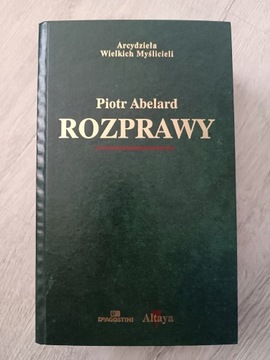 Arcydzieła
Wielkich Myślicieli
Piotr Abelard
ROZPRAWY
DeAGOSTINI Altaya